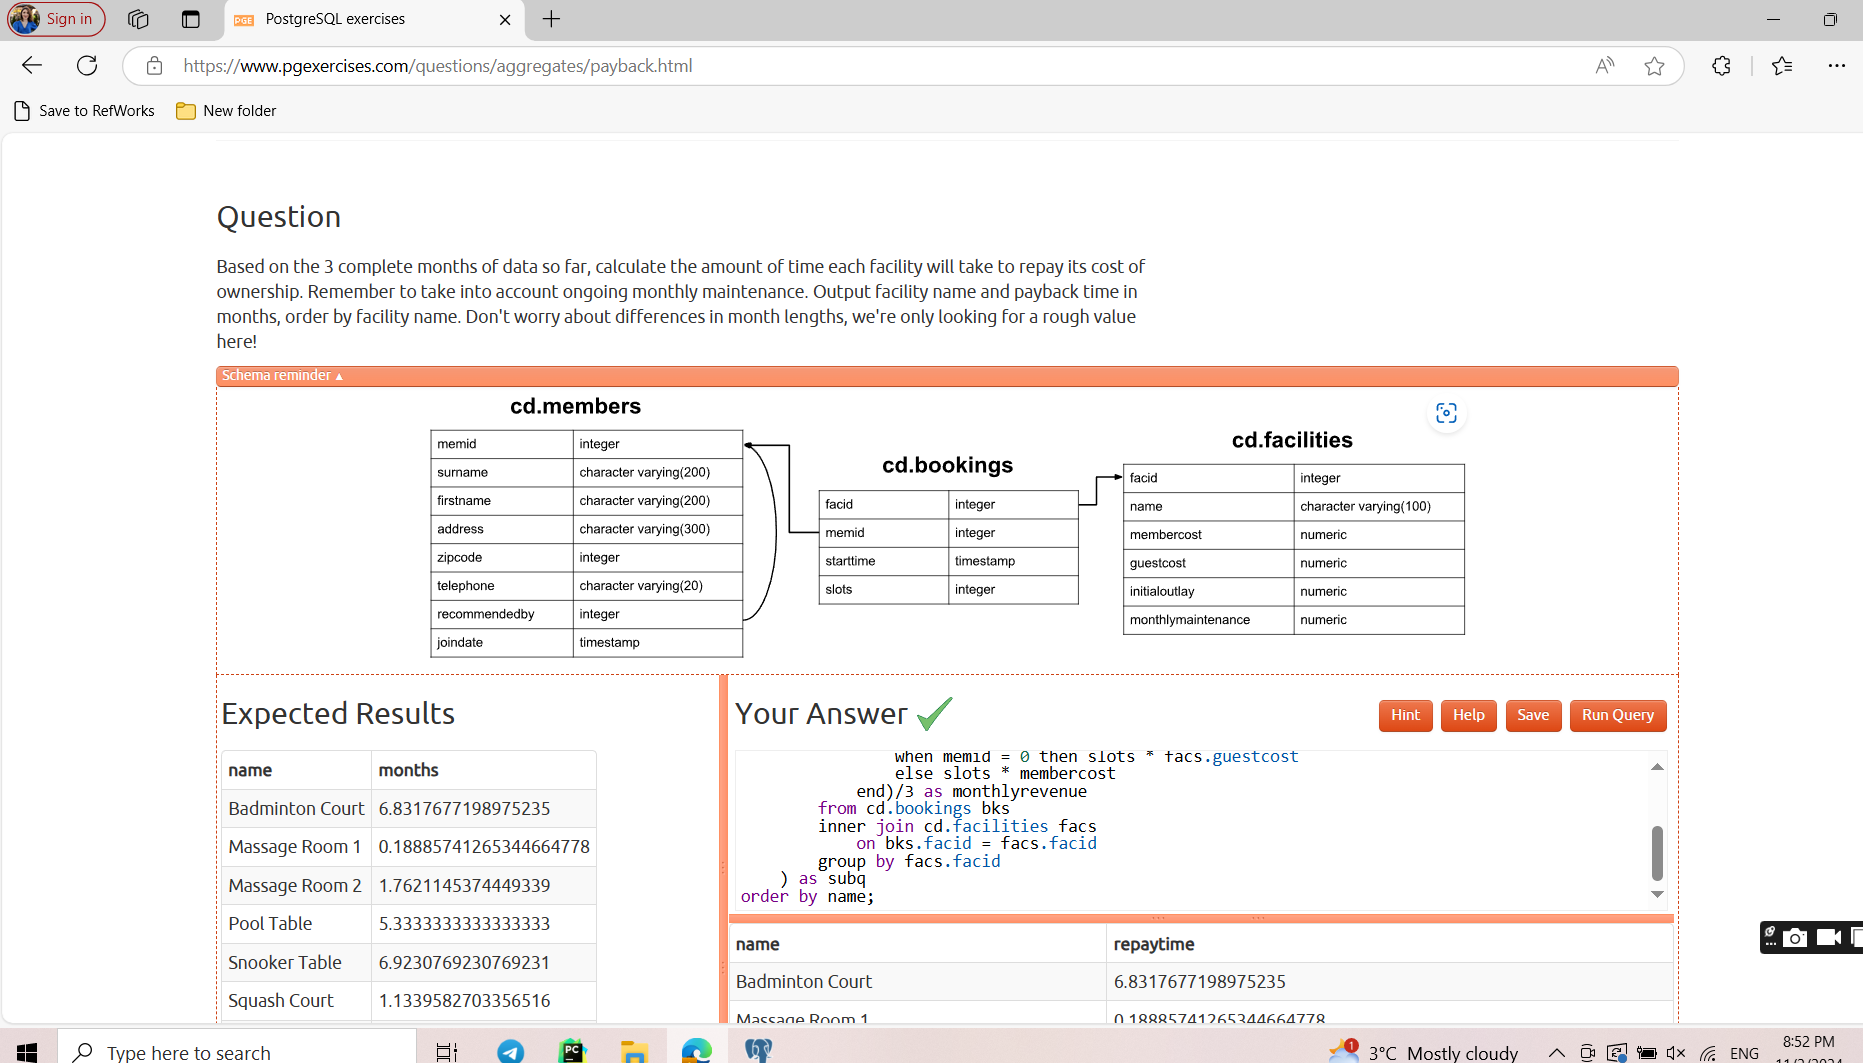 Sign in
PGE PostgreSQL exercises
https://www.pgexercises.com/questions/aggregates/payback.html
Save to RefWorks New folder
Question
Based on the 3 complete months of data so far, calculate the amount of time each facility will take to repay its cost of
ownership. Remember to take into account ongoing monthly maintenance. Output facility name and payback time in
months, order by facility name. Don't worry about differences in month lengths, we're only looking for a rough value
here!
Schema reminder ▲
cd.members
memid integer
surname character varying(200)
firstname character varying(200)
address character varying(300)
zipcode integer
telephone character varying(20)
recommendedby integer
joindate timestamp
cd.bookings
facid integer
memid integer
starttime timestamp
slots integer
cd.facilities
facid integer
name character varying(100)
membercost numeric
guestcost numeric
initialoutlay numeric
monthlymaintenance numeric
Expected Results
name months
Badminton Court 6.8317677198975235
Massage Room 1 0.18885741265344664778
Massage Room 2 1.7621145374449339
Pool Table 5.3333333333333333
Snooker Table 6.9230769230769231
Squash Court 1.1339582703356516
Your Answer
Hint Help Save Run Query
when memid = 0 then slots * facs.guestcost
else slots * membercost
end)/3 as monthlyrevenue
from cd.bookings bks
inner join cd.facilities facs
on bks.facid = facs.facid
group by facs.facid
) as subq
order by name;
name repaytime
Badminton Court 6.8317677198975235
Massage Room 1 0.18885741265344664778
Type here to search
PC
1
3°C Mostly cloudy
ENG
8:52 PM